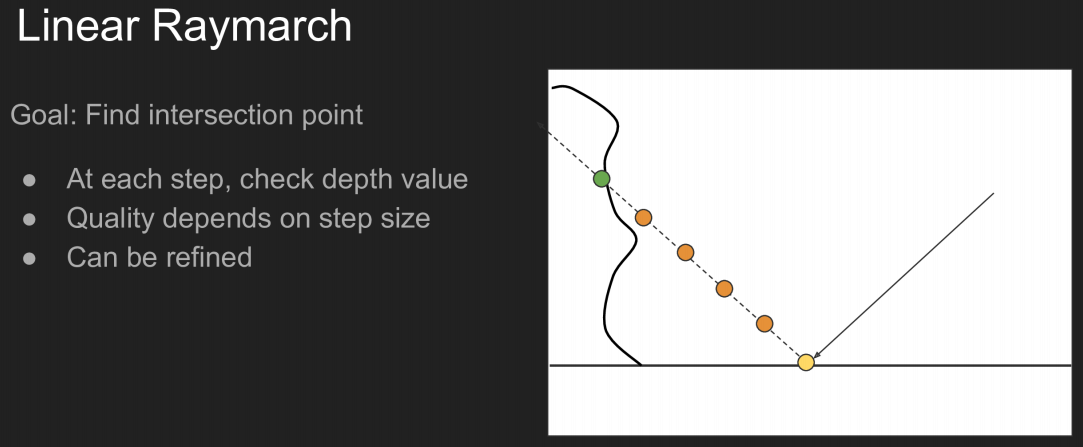 Linear Raymarch
Goal: Find intersection point
● At each step, check depth value
● Quality depends on step size
● Can be refined